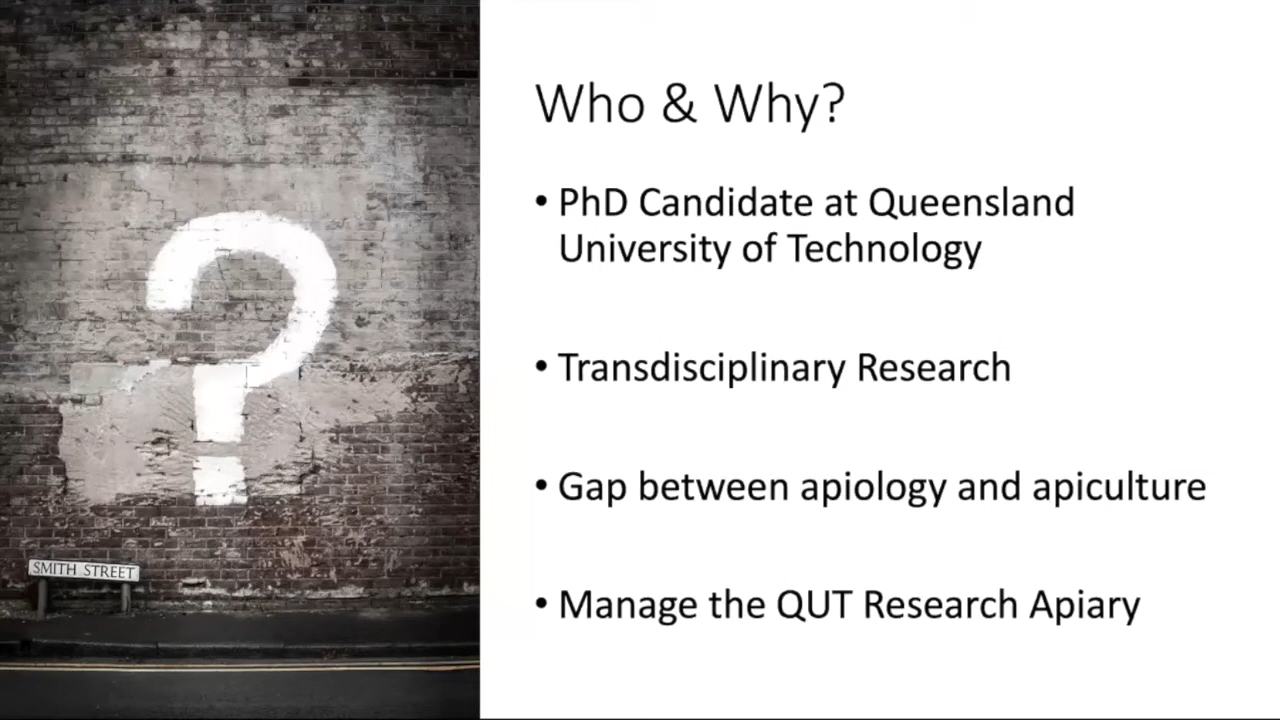 Who & Why?
• PhD Candidate at Queensland
University of Technology
• Transdisciplinary Research
• Gap between apiology and apiculture
• Manage the QUT Research Apiary
?
SMITH STREET